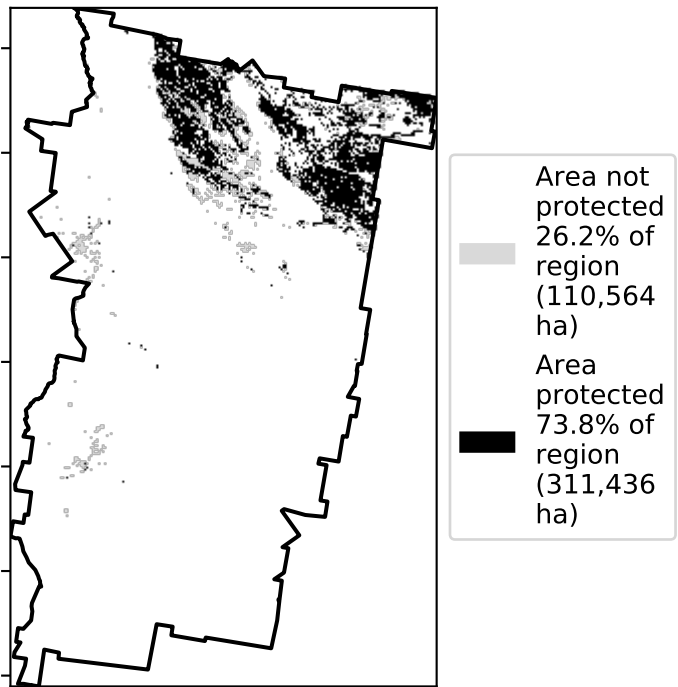 Area not
protected
26.2% of
region
(110,564
ha)
Area
protected
73.8% of
region
(311,436
ha)